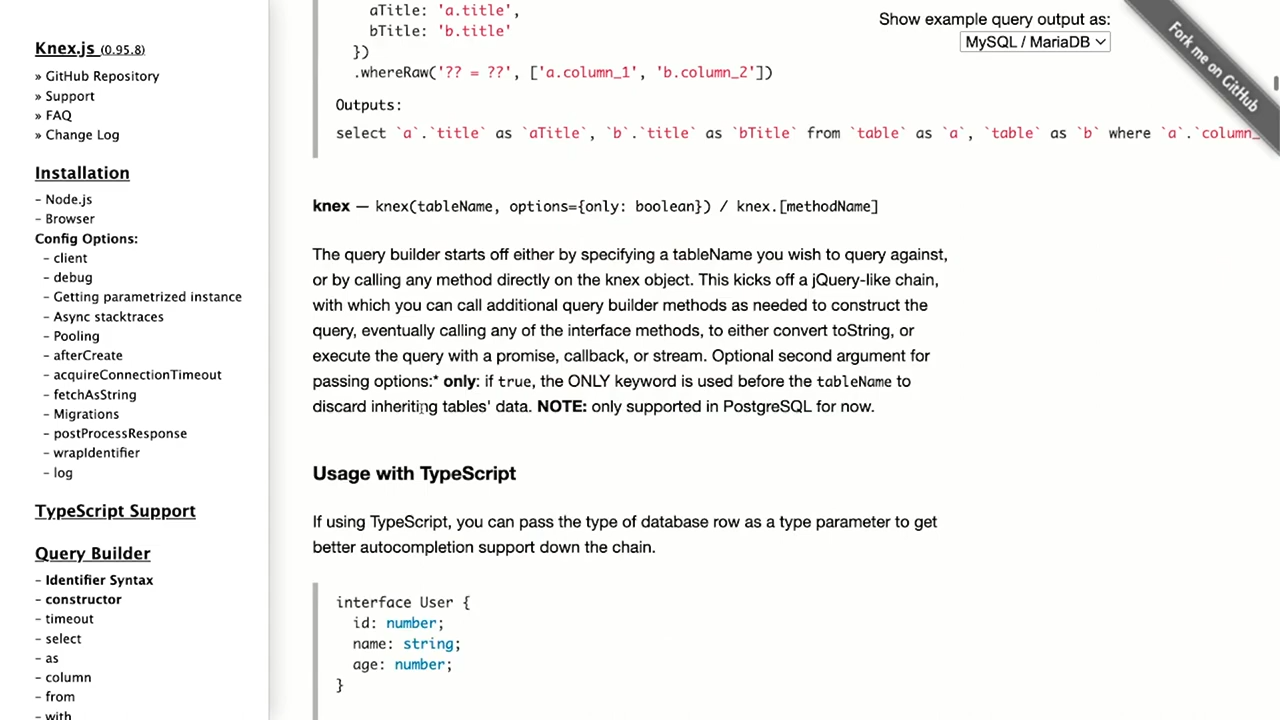 Knex.js (0.95.8)
» GitHub Repository
» Support
» FAQ
» Change Log
Installation
- Node.js
- Browser
Config Options:
- client
- debug
- Getting parametrized instance
- Async stacktraces
- Pooling
- afterCreate
- acquireConnectionTimeout
- fetchAsString
- Migrations
- postProcessResponse
- wrapIdentifier
- log
TypeScript Support
Query Builder
- Identifier Syntax
- constructor
- timeout
- select
- as
- column
- from
- with
aTitle: 'a.title',
bTitle: 'b.title'
})
.whereRaw('?? = ??', ['a.column_1', 'b.column_2'])
Outputs:
select `a`.`title` as `aTitle`, `b`.`title` as `bTitle` from `table` as `a`, `table` as `b` where `a`.`column_
Show example query output as:
MySQL / MariaDB
Fork me on GitHub
knex — knex(tableName, options={only: boolean}) / knex.[methodName]
The query builder starts off either by specifying a tableName you wish to query against,
or by calling any method directly on the knex object. This kicks off a jQuery-like chain,
with which you can call additional query builder methods as needed to construct the
query, eventually calling any of the interface methods, to either convert toString, or
execute the query with a promise, callback, or stream. Optional second argument for
passing options:* only: if true, the ONLY keyword is used before the tableName to
discard inheriting tables' data. NOTE: only supported in PostgreSQL for now.
Usage with TypeScript
If using TypeScript, you can pass the type of database row as a type parameter to get
better autocompletion support down the chain.
interface User {
id: number;
name: string;
age: number;
}